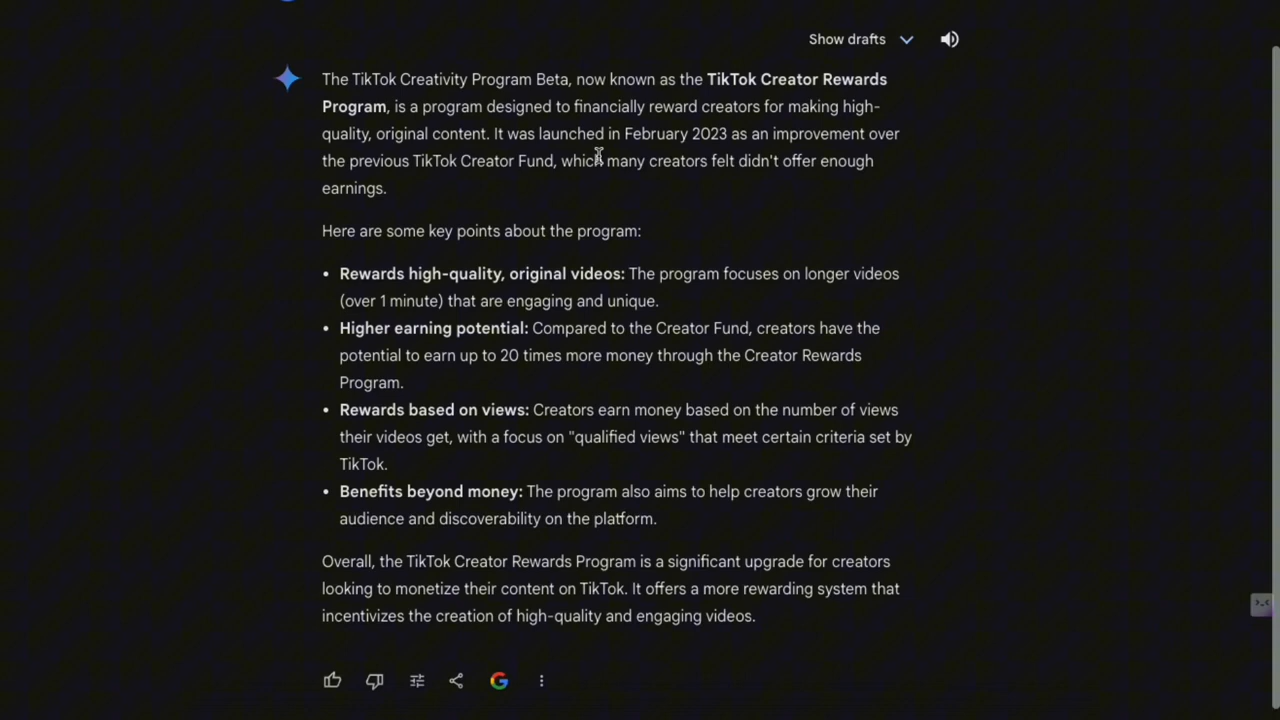 Show drafts
The TikTok Creativity Program Beta, now known as the TikTok Creator Rewards
Program, is a program designed to financially reward creators for making high-
quality, original content. It was launched in February 2023 as an improvement over
the previous TikTok Creator Fund, which many creators felt didn't offer enough
earnings.
Here are some key points about the program:
• Rewards high-quality, original videos: The program focuses on longer videos
(over 1 minute) that are engaging and unique.
• Higher earning potential: Compared to the Creator Fund, creators have the
potential to earn up to 20 times more money through the Creator Rewards
Program.
• Rewards based on views: Creators earn money based on the number of views
their videos get, with a focus on "qualified views" that meet certain criteria set by
TikTok.
• Benefits beyond money: The program also aims to help creators grow their
audience and discoverability on the platform.
Overall, the TikTok Creator Rewards Program is a significant upgrade for creators
looking to monetize their content on TikTok. It offers a more rewarding system that
incentivizes the creation of high-quality and engaging videos.